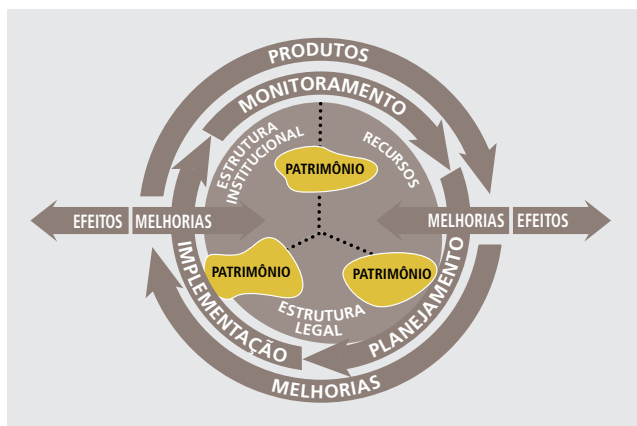 PRODUTOS
MONITORAMENTO
ESTRUTURA
INSTITUCIONAL
RECURSOS
PATRIMÔNIO
EFEITOS MELHORIAS
MELHORIAS EFEITOS
PATRIMÔNIO
PATRIMÔNIO
ESTRUTURA
LEGAL
IMPLEMENTAÇÃO
PLANEJAMENTO
MELHORIAS